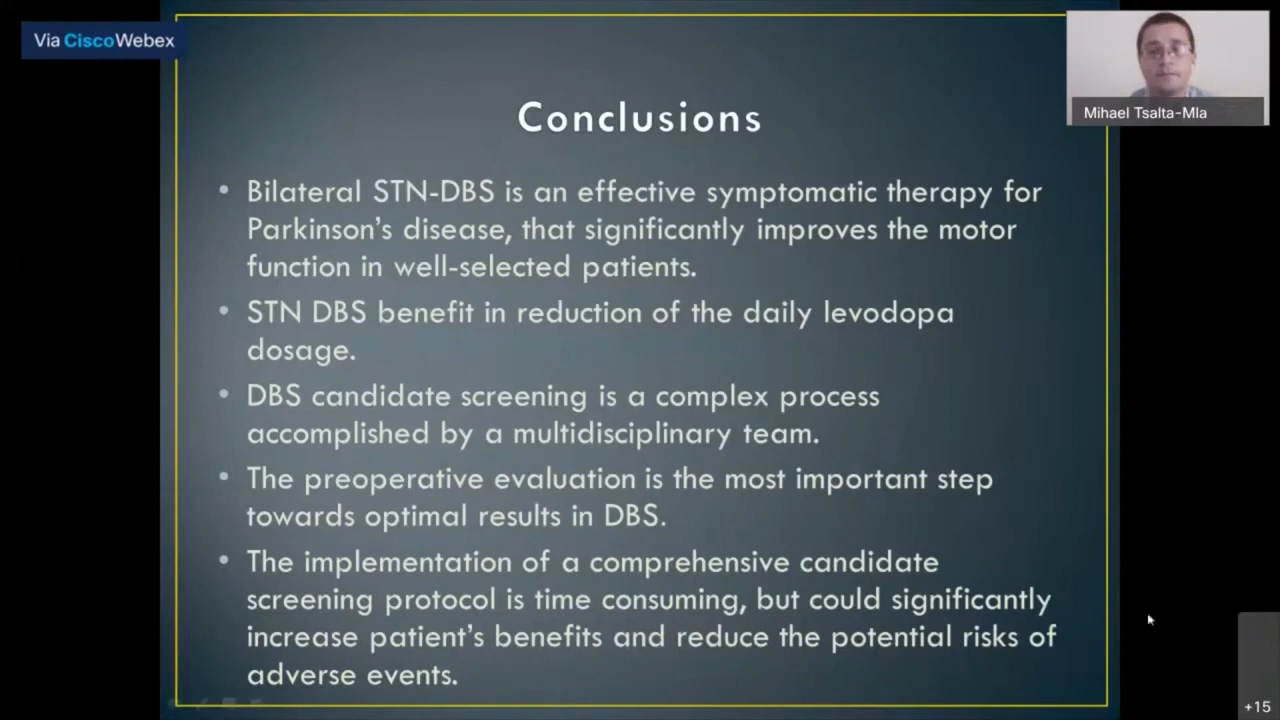 Via CiscoWebex
Mihael Tsalta-Mla
Conclusions
• Bilateral STN-DBS is an effective symptomatic therapy for
Parkinson's disease, that significantly improves the motor
function in well-selected patients.
• STN DBS benefit in reduction of the daily levodopa
dosage.
• DBS candidate screening is a complex process
accomplished by a multidisciplinary team.
• The preoperative evaluation is the most important step
towards optimal results in DBS.
• The implementation of a comprehensive candidate
screening protocol is time consuming, but could significantly
increase patient's benefits and reduce the potential risks of
adverse events.
+15